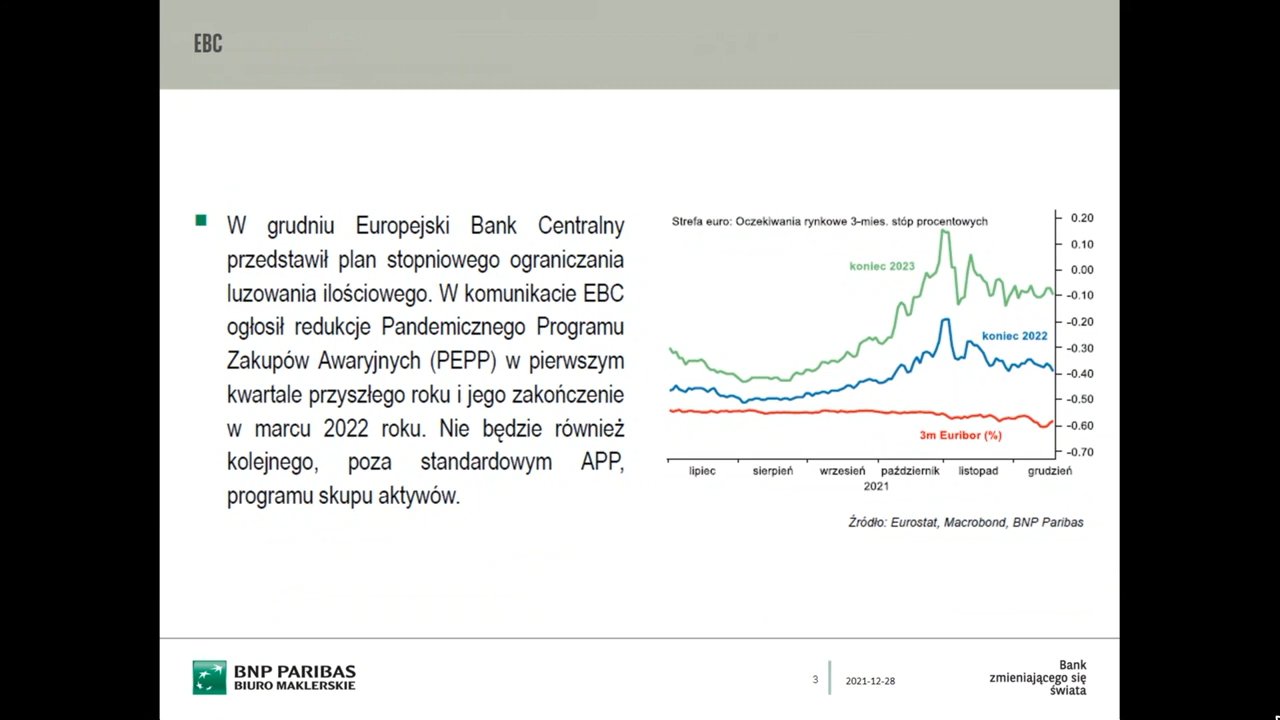 EBC
W grudniu Europejski Bank Centralny
przedstawił plan stopniowego ograniczania
luzowania ilościowego. W komunikacie EBC
ogłosił redukcje Pandemicznego Programu
Zakupów Awaryjnych (PEPP) w pierwszym
kwartale przyszłego roku i jego zakończenie
w marcu 2022 roku. Nie będzie również
kolejnego, poza standardowym APP,
programu skupu aktywów.
Strefa euro: Oczekiwania rynkowe 3-mies. stóp procentowych
koniec 2023
koniec 2022
3m Euribor (%)
0.20
0.10
0.00
-0.10
-0.20
-0.30
-0.40
-0.50
-0.60
-0.70
lipiec sierpień wrzesień październik listopad grudzień
2021
Źródło: Eurostat, Macrobond, BNP Paribas
BNP PARIBAS
BIURO MAKLERSKIE
3
2021-12-28
Bank
zmieniającego się
świata